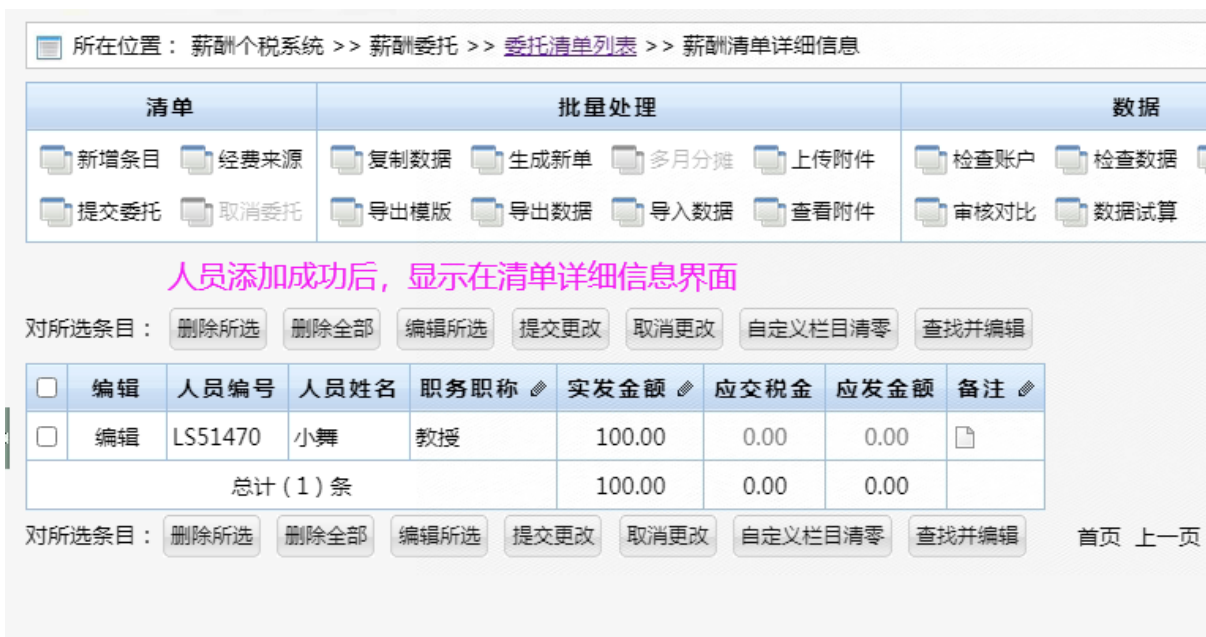 所在位置： 薪酬个税系统 >> 薪酬委托 >> 委托清单列表 >> 薪酬清单详细信息
清单 批量处理 数据
新增条目 经费来源 复制数据 生成新单 多月分摊 上传附件 检查账户 检查数据
提交委托 取消委托 导出模版 导出数据 导入数据 查看附件 审核对比 数据试算
人员添加成功后，显示在清单详细信息界面
对所选条目： 删除所选 删除全部 编辑所选 提交更改 取消更改 自定义栏目清零 查找并编辑
编辑 人员编号 人员姓名 职务职称 实发金额 应交税金 应发金额 备注
编辑 LS51470 小舞 教授 100.00 0.00 0.00
总计（1）条 100.00 0.00 0.00
对所选条目： 删除所选 删除全部 编辑所选 提交更改 取消更改 自定义栏目清零 查找并编辑 首页 上一页